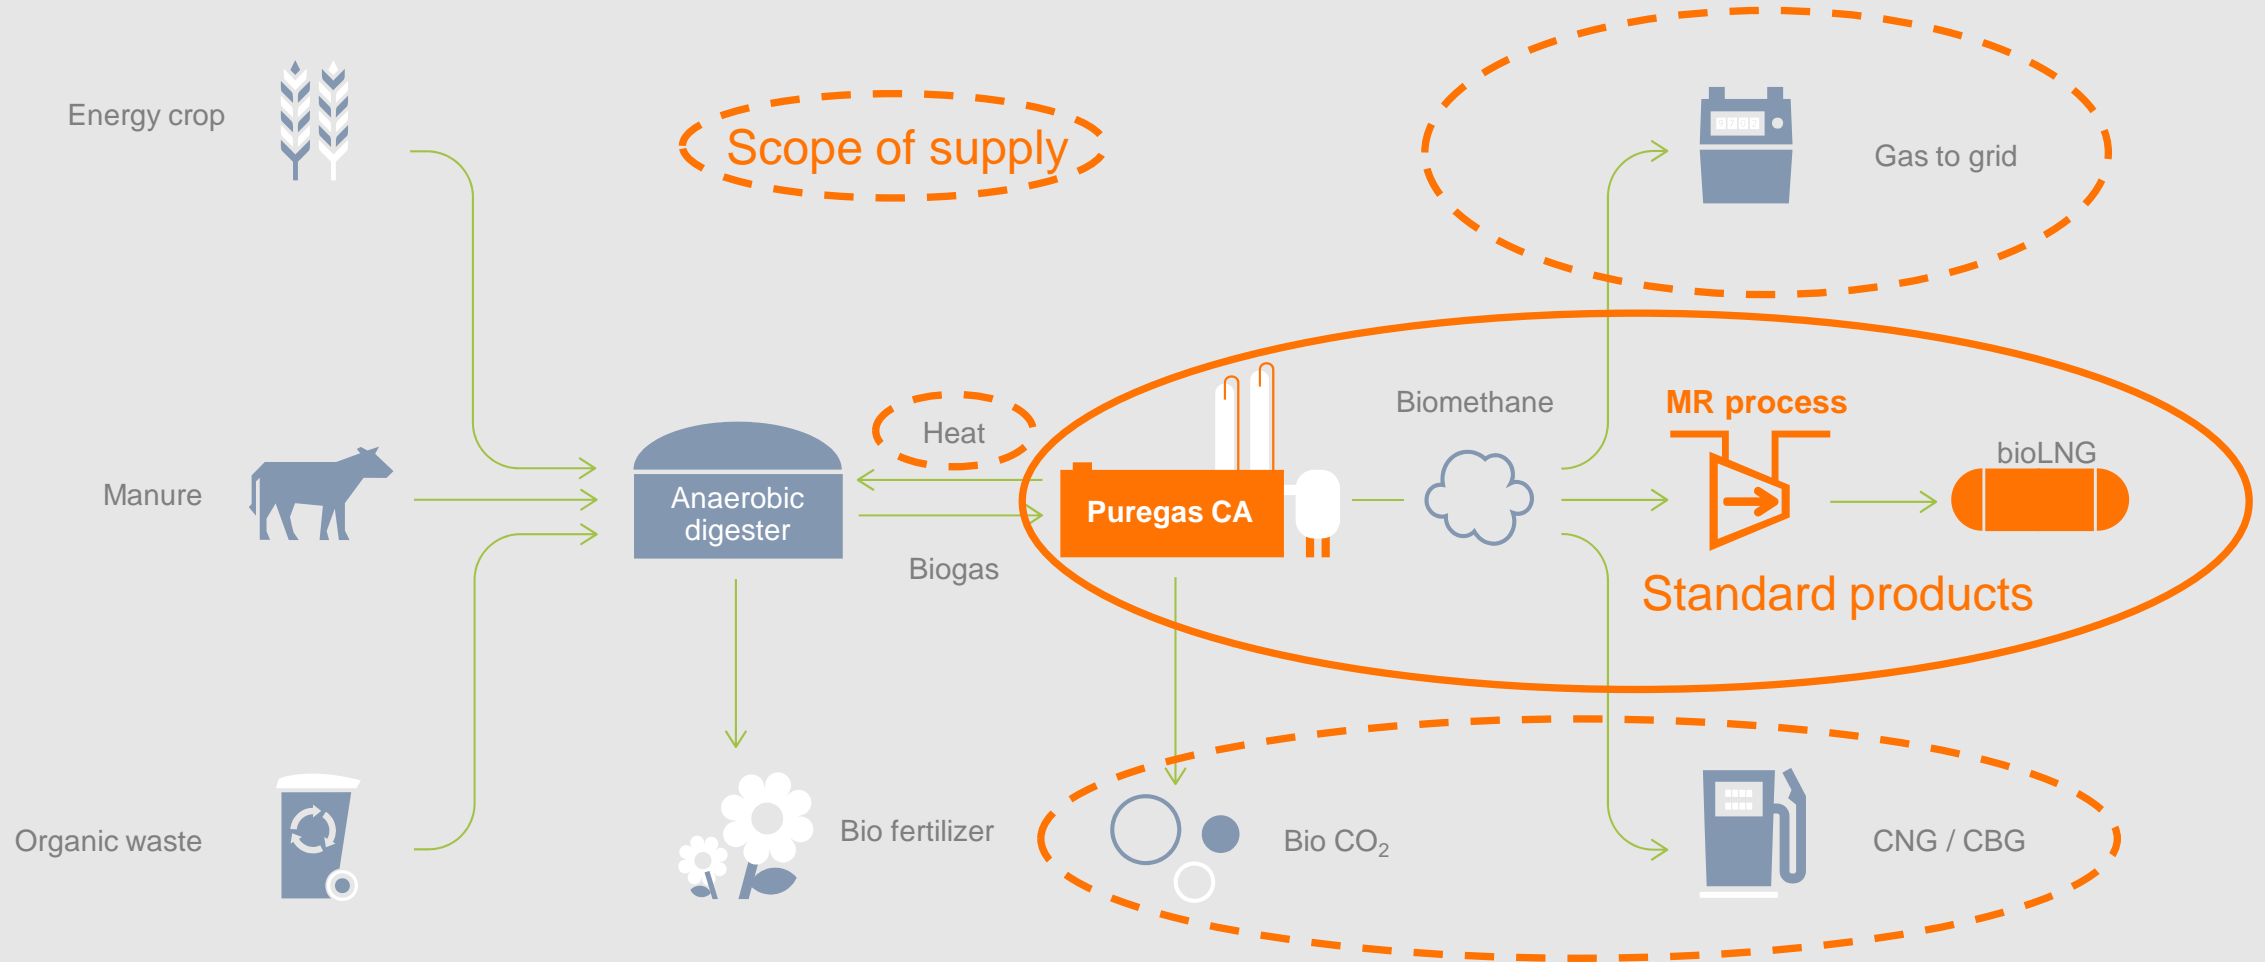 Energy crop
Scope of supply
9702
Gas to grid
Heat
Biomethane
MR process
bioLNG
Manure
Anaerobic
digester
Puregas CA
Biogas
Standard products
Organic waste
Bio fertilizer
Bio CO₂
CNG / CBG